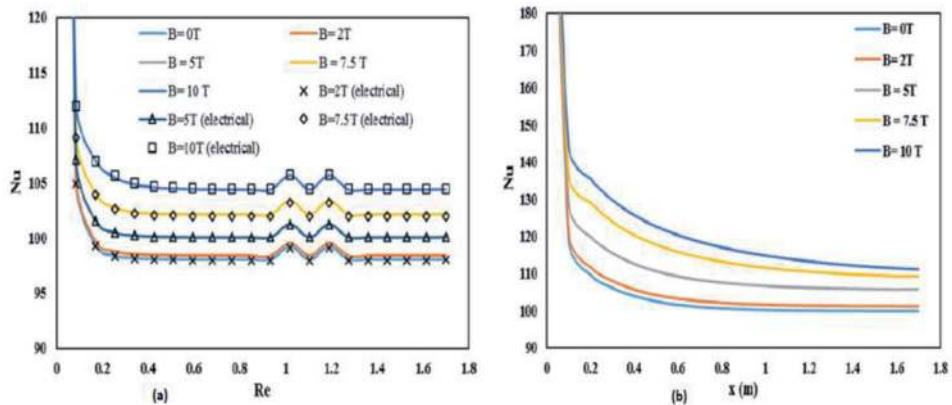 120
115
110
105
100
95
90
Nu
B= 0T
B= 2T
B= 5T
B= 7.5T
B= 10 T
B=2T (electrical)
B=5T (electrical)
B=7.5T (electrical)
B=10T (electrical)
0 0.2 0.4 0.6 0.8 1 1.2 1.4 1.6 1.8
(a)
Re
180
170
160
150
140
130
120
110
100
90
Nu
B= 0T
B= 2T
B = 5T
B = 7.5 T
B = 10 T
0 0.2 0.4 0.6 0.8 1 1.2 1.4 1.6 1.8
(b)
x (m)